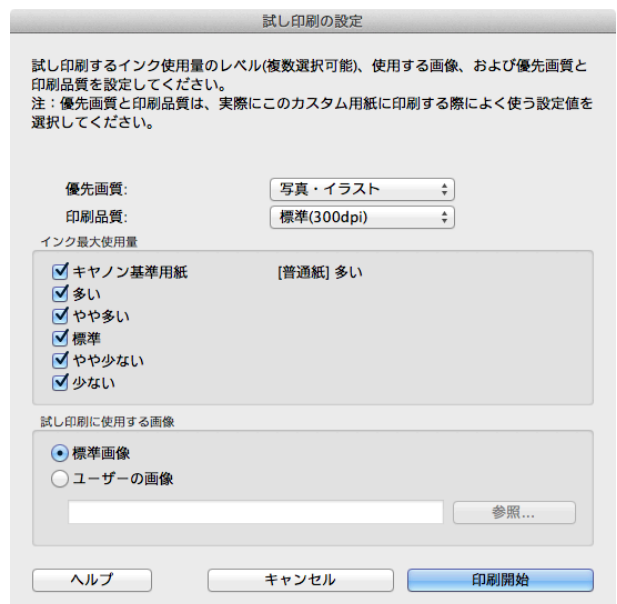 試し印刷の設定
試し印刷するインク使用量のレベル(複数選択可能)、使用する画像、および優先画質と
印刷品質を設定してください。
注：優先画質と印刷品質は、実際にこのカスタム用紙に印刷する際によく使う設定値を
選択してください。
優先画質: 写真・イラスト
印刷品質: 標準(300dpi)
インク最大使用量
キヤノン基準用紙 [普通紙] 多い
多い
やや多い
標準
やや少ない
少ない
試し印刷に使用する画像
標準画像
ユーザーの画像
参照...
ヘルプ キャンセル 印刷開始